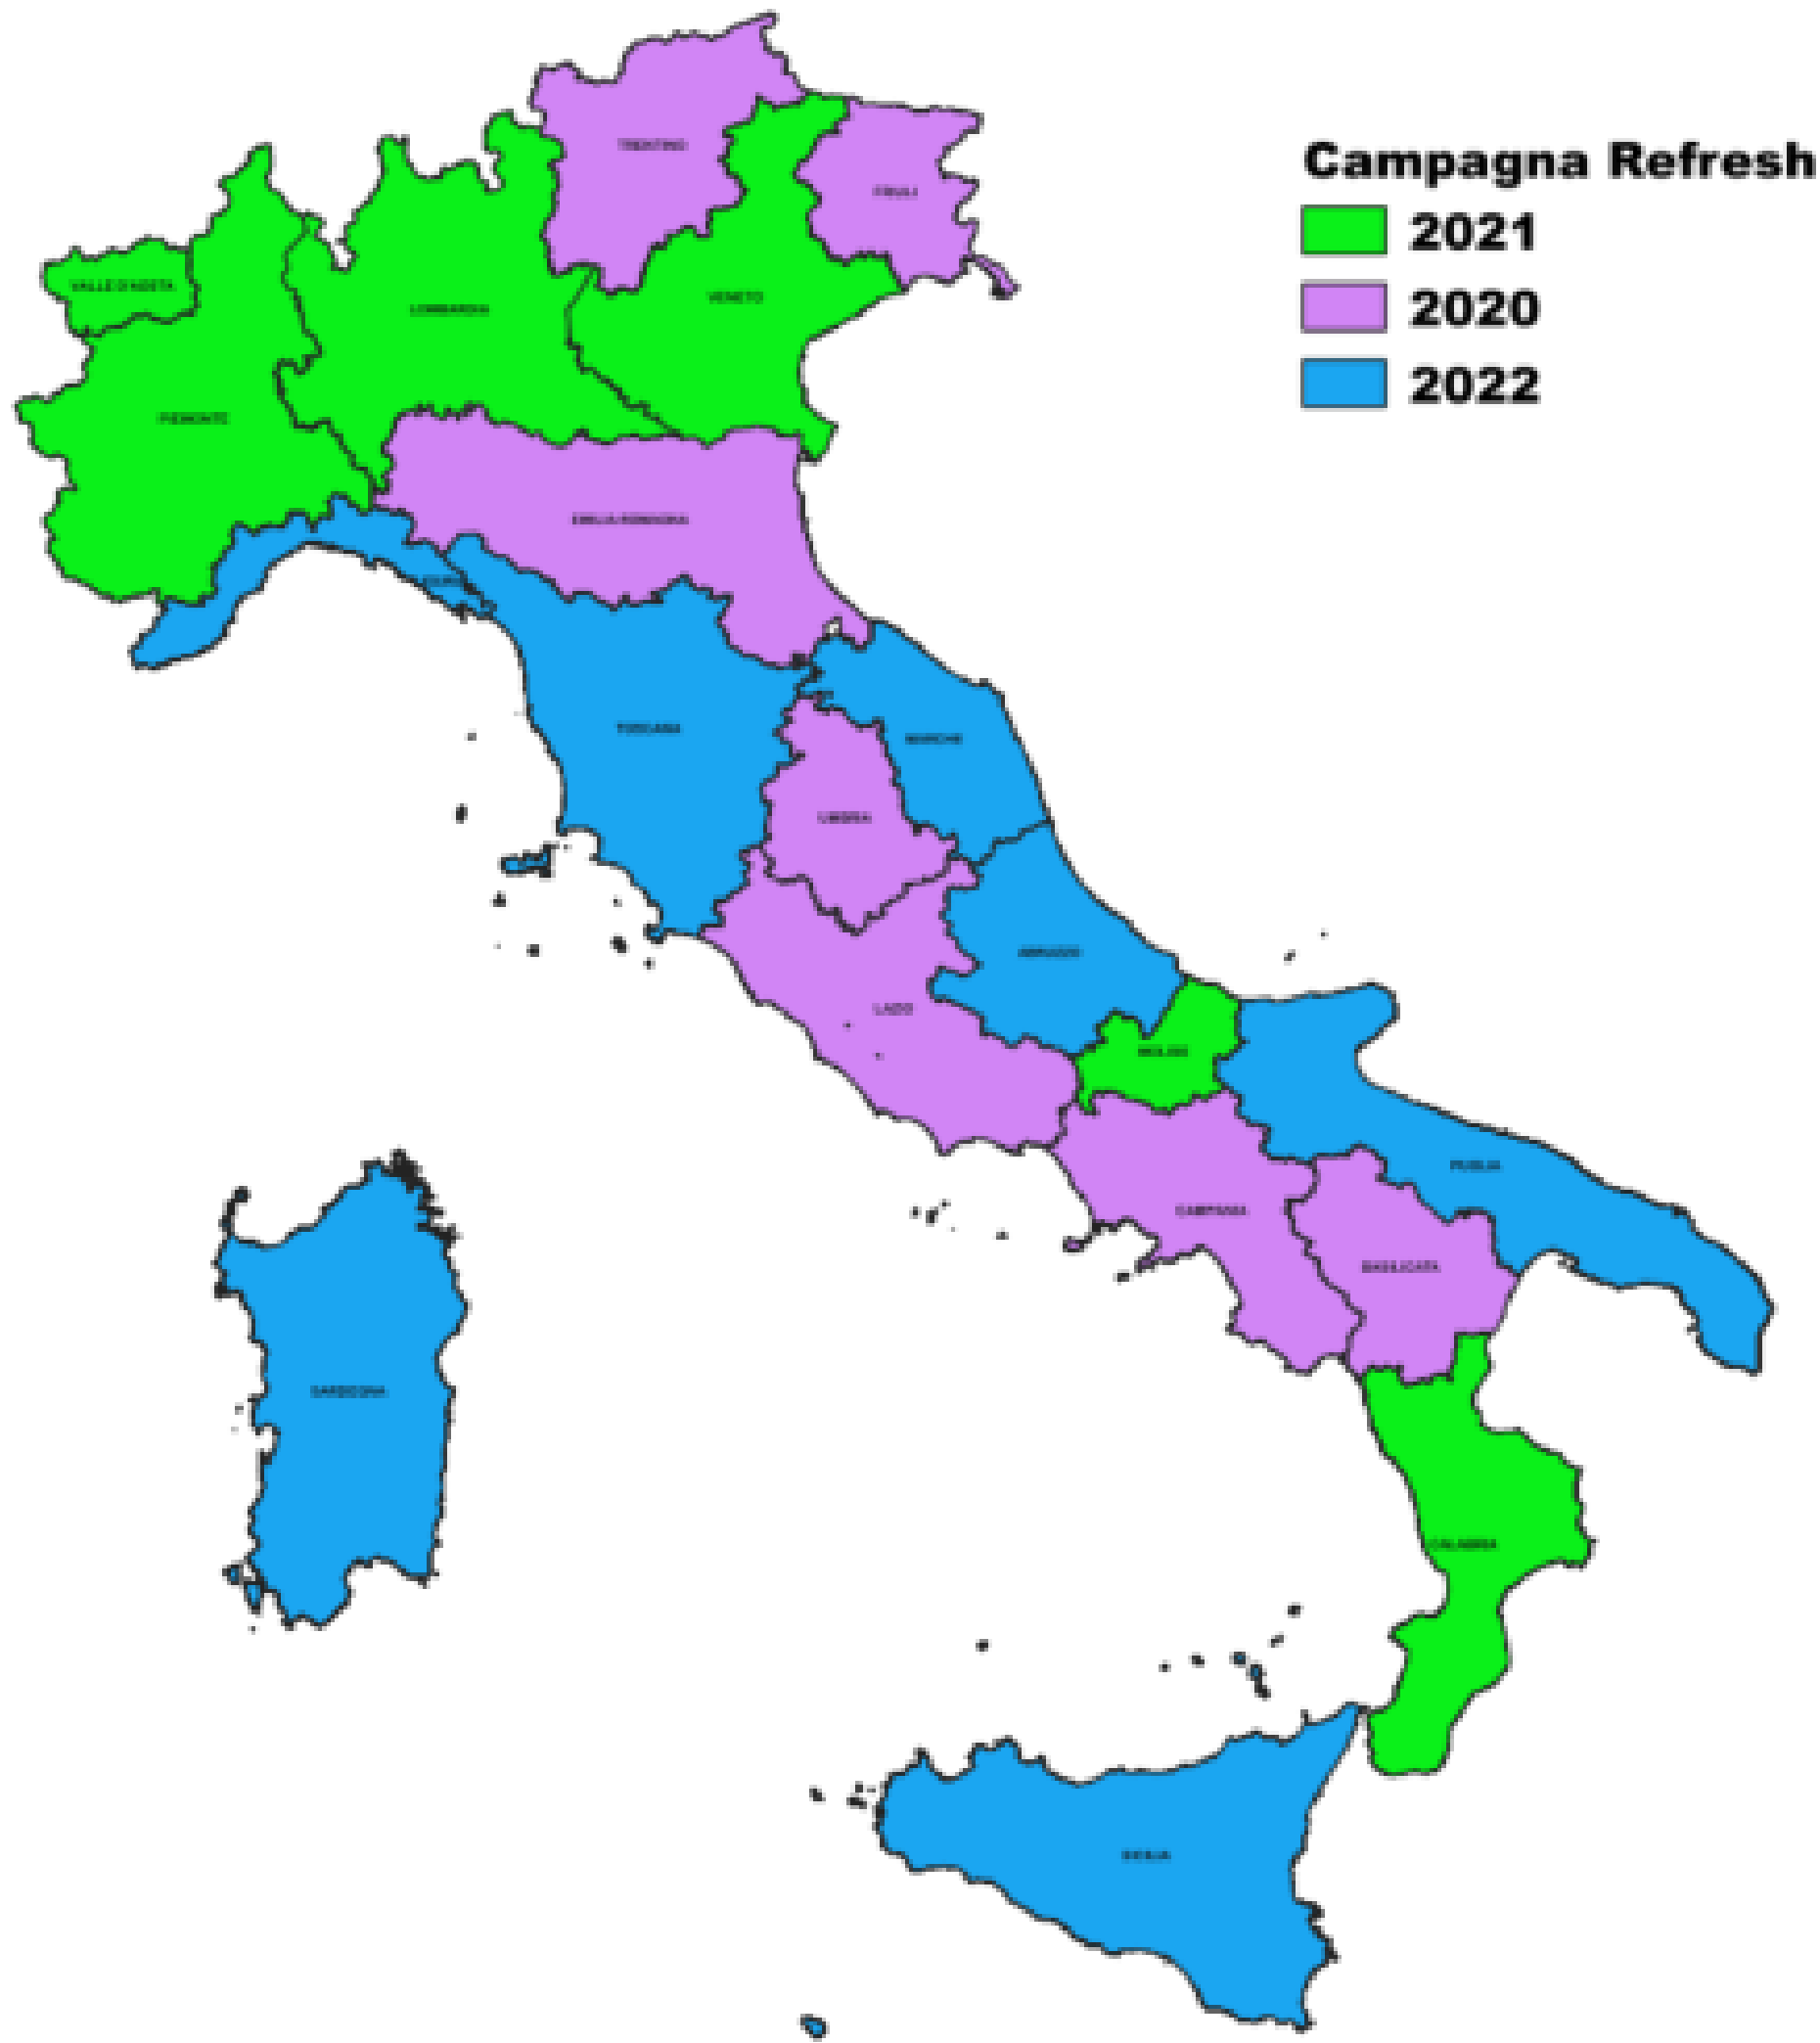 Campagna Refresh
2021
2020
2022
TRENTINO
FRIULI
VALLE D'AOSTA
LOMBARDIA
VENETO
PIEMONTE
EMILIA ROMAGNA
TOSCANA
MARCHE
UMBRIA
ABRUZZO
LAZIO
MOLISE
PUGLIA
CAMPANIA
BASILICATA
SARDEGNA
CALABRIA
SICILIA